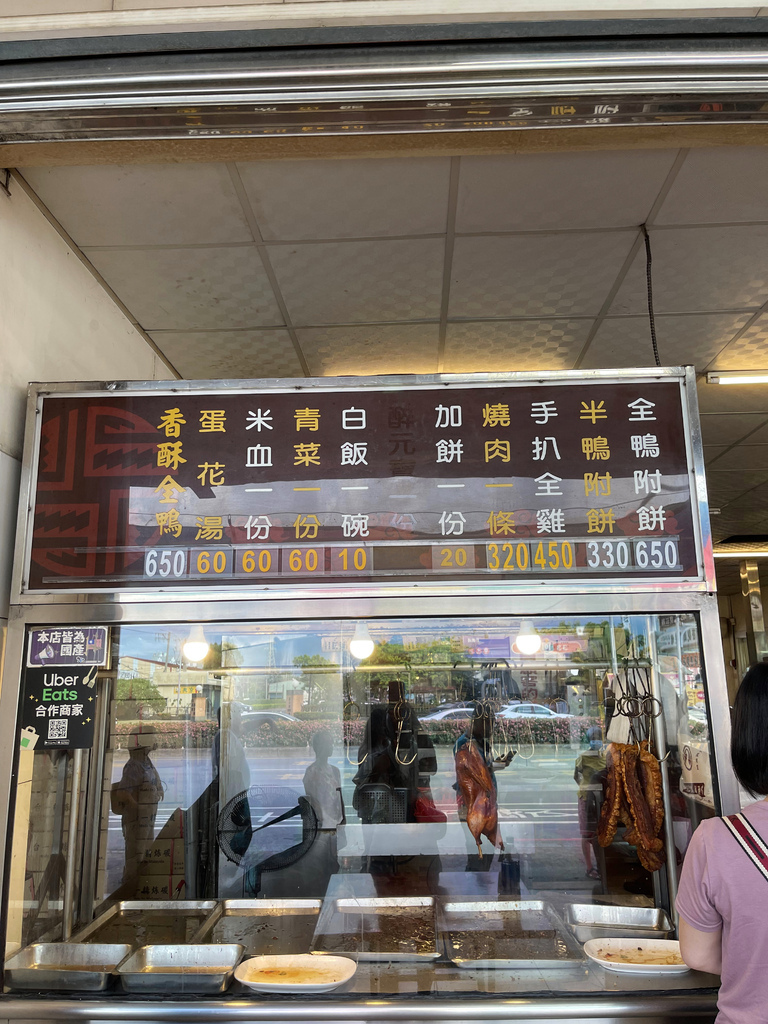 全鴨附餅 650
半鴨附餅 330
手扒全雞 450
燒肉一條 320
加餅一份 20
白飯一碗 10
青菜一份 60
米血一份 60
蛋花湯 60
香酥全鴨 650
本店皆為
國產
Uber
Eats
合作商家